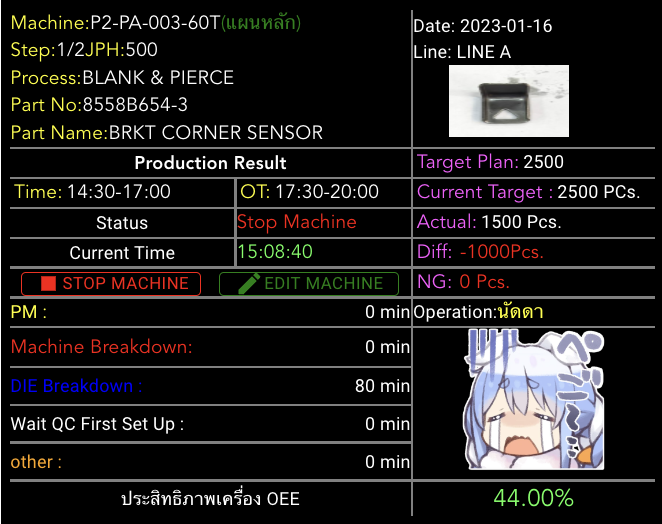 Machine:P2-PA-003-60T(แผนหลัก)
Step:1/2JPH:500
Process:BLANK & PIERCE
Part No:8558B654-3
Part Name:BRKT CORNER SENSOR
Date: 2023-01-16
Line: LINE A
Production Result
Target Plan: 2500
Time: 14:30-17:00
OT: 17:30-20:00
Current Target : 2500 PCs.
Status
Stop Machine
Actual: 1500 Pcs.
Current Time
15:08:40
Diff: -1000Pcs.
STOP MACHINE
EDIT MACHINE
NG: 0 Pcs.
PM :
0 min
Operation:นัดดา
Machine Breakdown:
0 min
DIE Breakdown :
80 min
Wait QC First Set Up :
0 min
other :
0 min
ぺこ～
ประสิทธิภาพเครื่อง OEE
44.00%